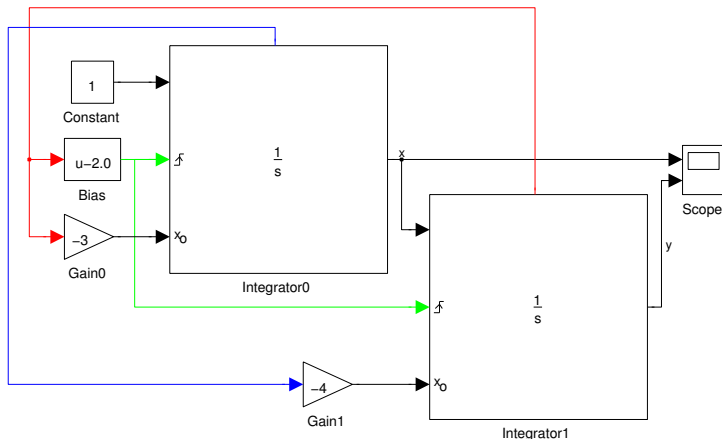 1
Constant
u−2.0
Bias
−3
Gain0
1
s
xo
Integrator0
x
Scope
y
1
s
xo
Integrator1
−4
Gain1